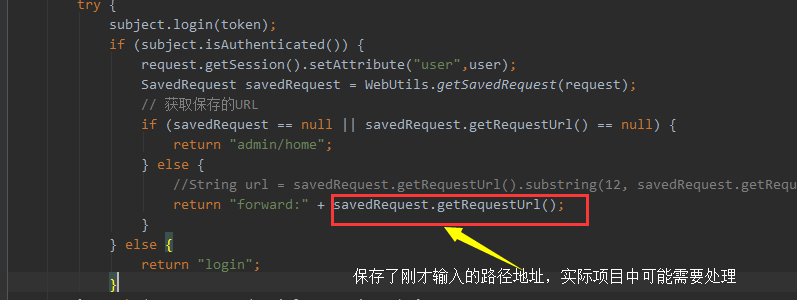 try {
subject.login(token);
if (subject.isAuthenticated()) {
request.getSession().setAttribute("user",user);
SavedRequest savedRequest = WebUtils.getSavedRequest(request);
// 获取保存的URL
if (savedRequest == null || savedRequest.getRequestUrl() == null) {
return "admin/home";
} else {
//String url = savedRequest.getRequestUrl().substring(12, savedRequest.getReque
return "forward:" + savedRequest.getRequestUrl();
}
} else {
return "login";
}
保存了刚才输入的路径地址，实际项目中可能需要处理